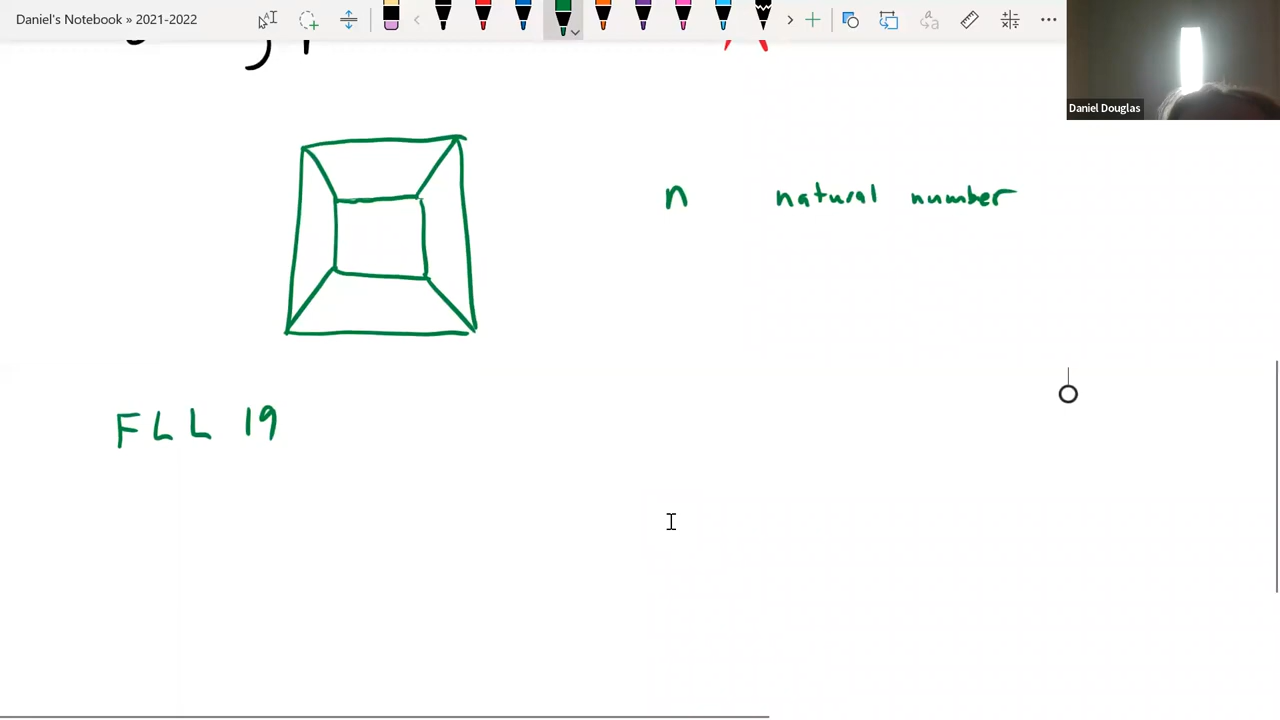 Daniel's Notebook » 2021-2022
Daniel Douglas
n natural number
FLL 19